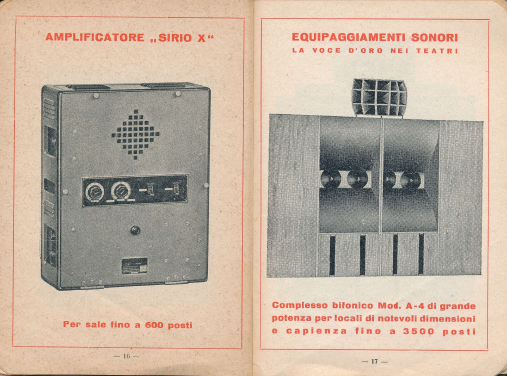 AMPLIFICATORE „SIRIO X“
Per sale fino a 600 posti
— 16 —
EQUIPAGGIAMENTI SONORI
LA VOCE D'ORO NEI TEATRI
Complesso bifonico Mod. A-4 di grande
potenza per locali di notevoli dimensioni
e capienza fino a 3500 posti
— 17 —